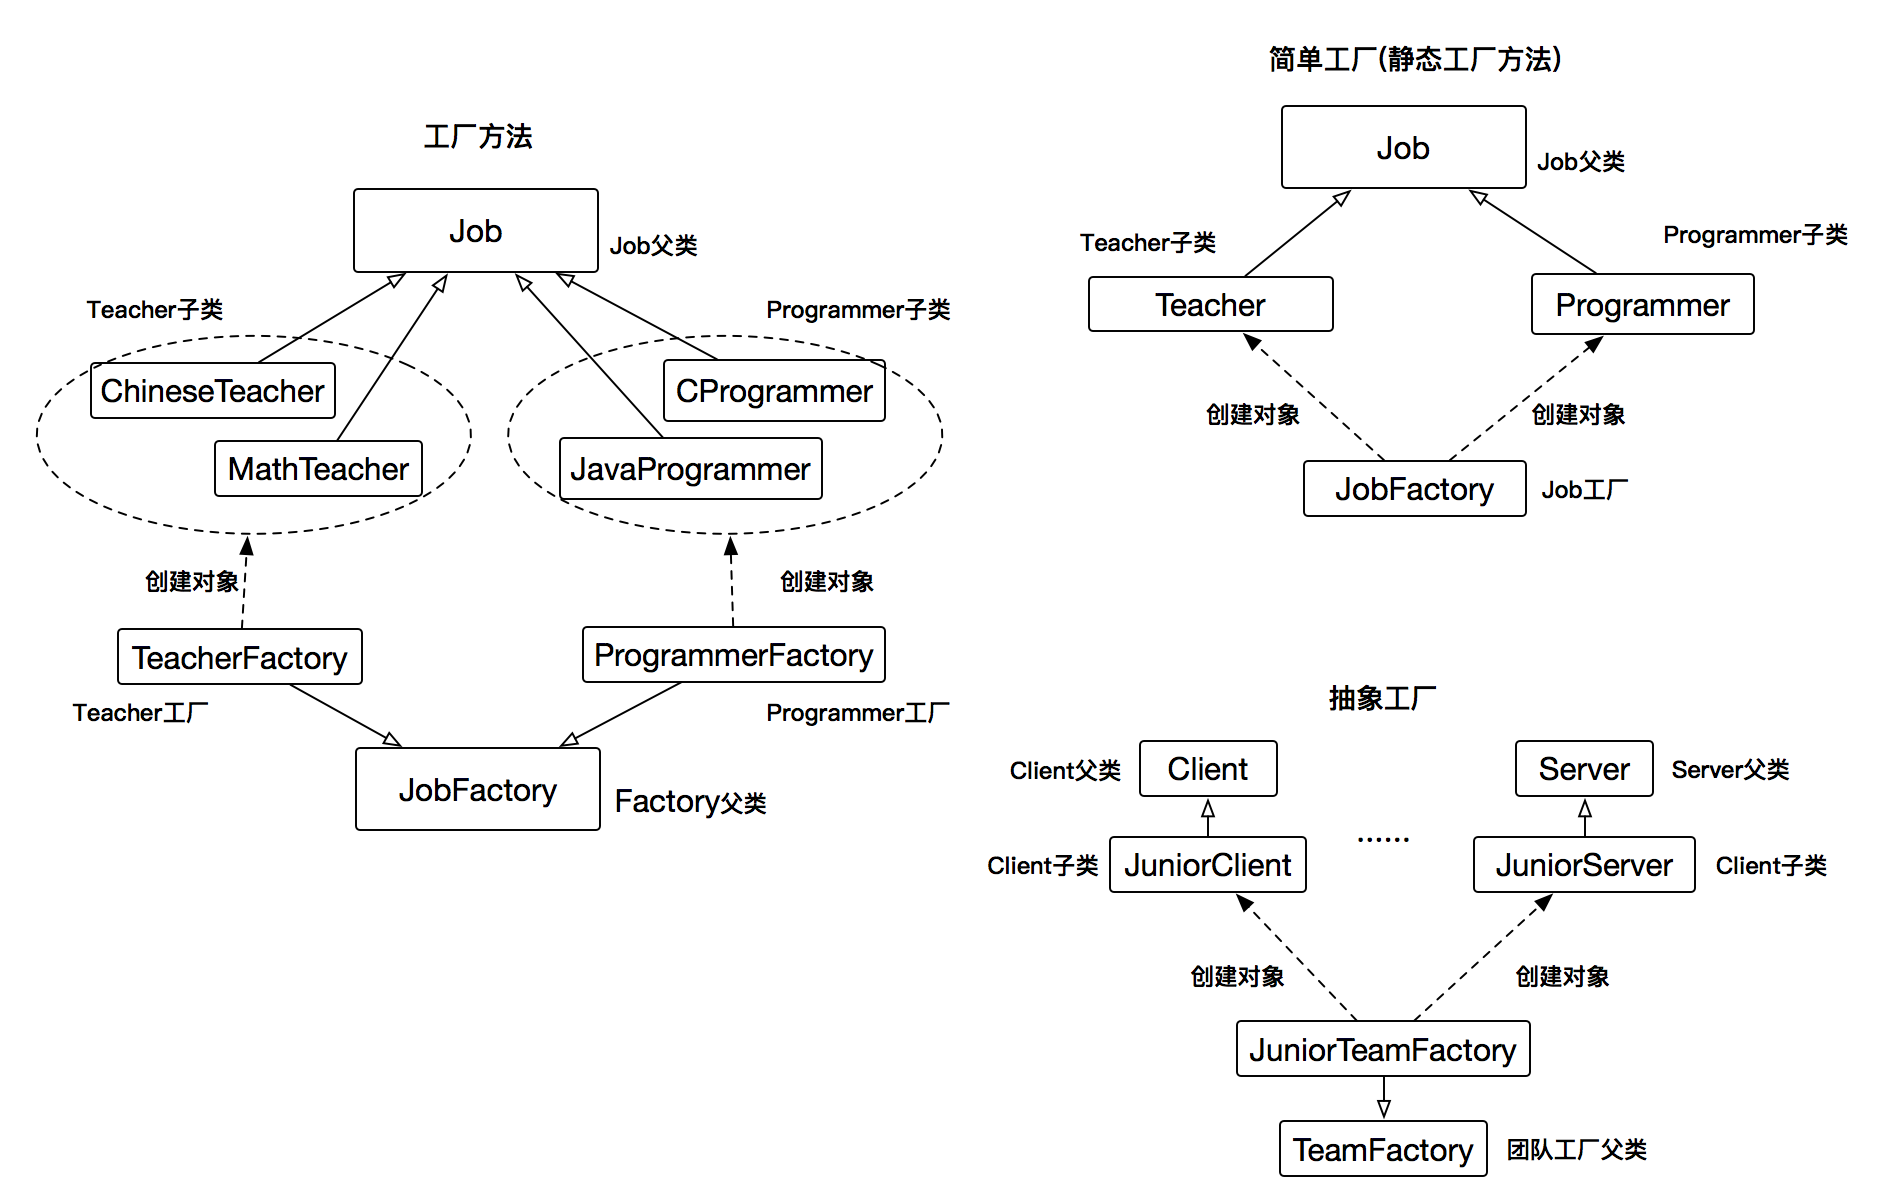 工厂方法
Job
Job父类
Teacher子类
Programmer子类
ChineseTeacher
CProgrammer
MathTeacher
JavaProgrammer
创建对象
创建对象
TeacherFactory
ProgrammerFactory
Teacher工厂
Programmer工厂
JobFactory
Factory父类
简单工厂(静态工厂方法)
Job
Job父类
Teacher子类
Programmer子类
Teacher
Programmer
创建对象
创建对象
JobFactory
Job工厂
抽象工厂
Client父类
Client
Server
Server父类
......
Client子类
JuniorClient
JuniorServer
Client子类
创建对象
创建对象
JuniorTeamFactory
TeamFactory
团队工厂父类